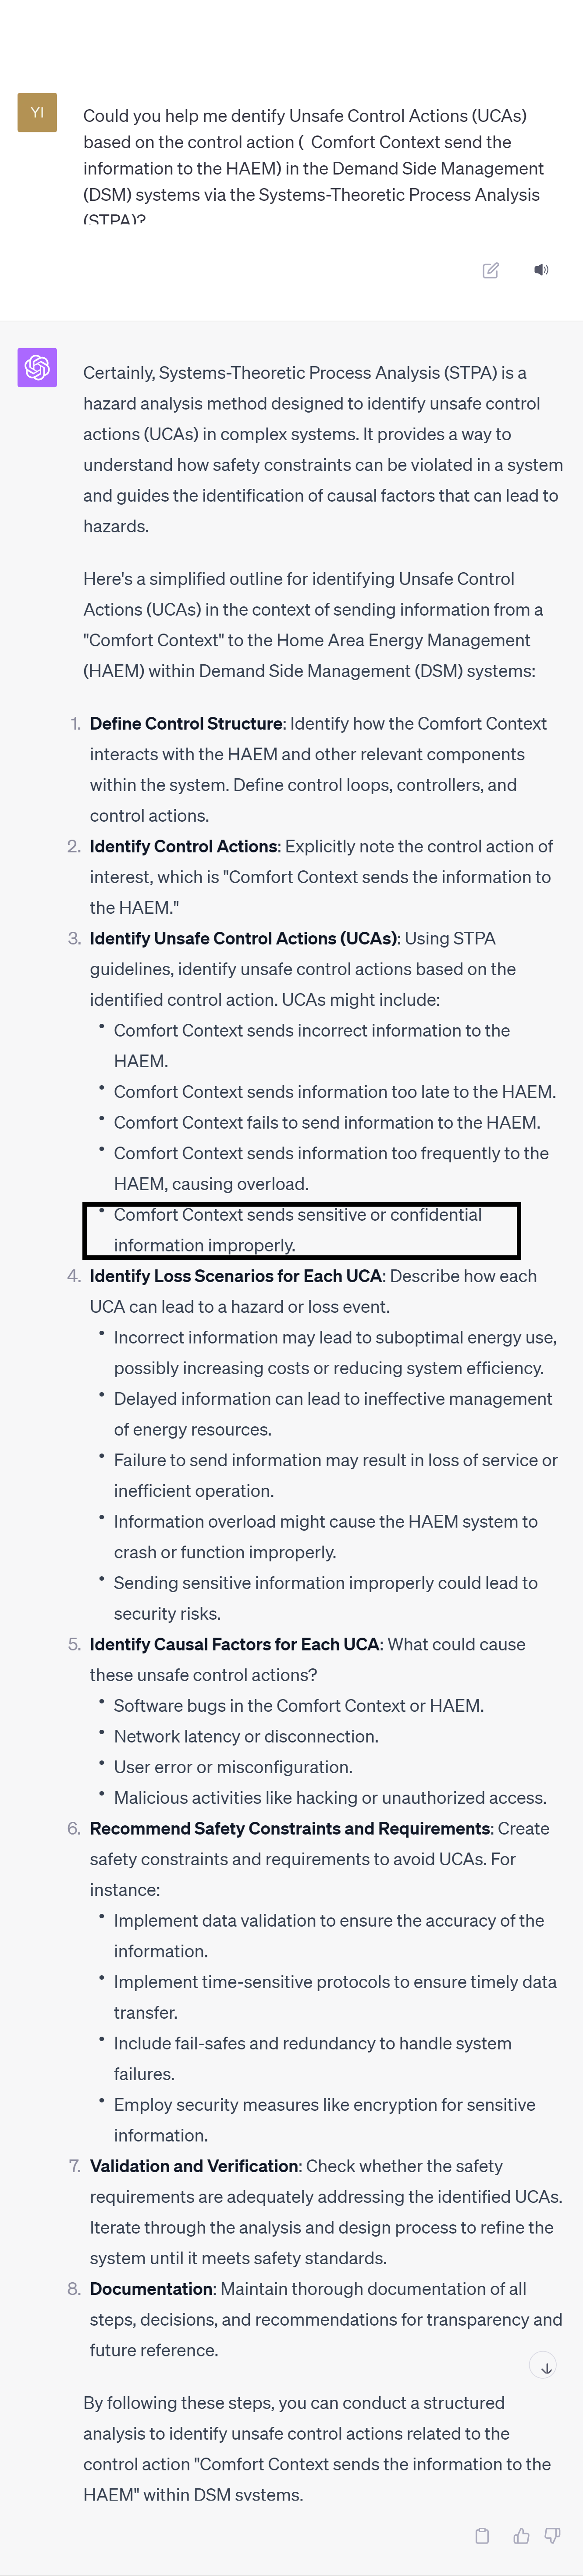 YI
Could you help me dentify Unsafe Control Actions (UCAs)
based on the control action (  Comfort Context send the
information to the HAEM) in the Demand Side Management
(DSM) systems via the Systems-Theoretic Process Analysis
(STPA)?
Certainly, Systems-Theoretic Process Analysis (STPA) is a
hazard analysis method designed to identify unsafe control
actions (UCAs) in complex systems. It provides a way to
understand how safety constraints can be violated in a system
and guides the identification of causal factors that can lead to
hazards.
Here's a simplified outline for identifying Unsafe Control
Actions (UCAs) in the context of sending information from a
"Comfort Context" to the Home Area Energy Management
(HAEM) within Demand Side Management (DSM) systems:
1. Define Control Structure: Identify how the Comfort Context
interacts with the HAEM and other relevant components
within the system. Define control loops, controllers, and
control actions.
2. Identify Control Actions: Explicitly note the control action of
interest, which is "Comfort Context sends the information to
the HAEM."
3. Identify Unsafe Control Actions (UCAs): Using STPA
guidelines, identify unsafe control actions based on the
identified control action. UCAs might include:
• Comfort Context sends incorrect information to the
HAEM.
• Comfort Context sends information too late to the HAEM.
• Comfort Context fails to send information to the HAEM.
• Comfort Context sends information too frequently to the
HAEM, causing overload.
• Comfort Context sends sensitive or confidential
information improperly.
4. Identify Loss Scenarios for Each UCA: Describe how each
UCA can lead to a hazard or loss event.
• Incorrect information may lead to suboptimal energy use,
possibly increasing costs or reducing system efficiency.
• Delayed information can lead to ineffective management
of energy resources.
• Failure to send information may result in loss of service or
inefficient operation.
• Information overload might cause the HAEM system to
crash or function improperly.
• Sending sensitive information improperly could lead to
security risks.
5. Identify Causal Factors for Each UCA: What could cause
these unsafe control actions?
• Software bugs in the Comfort Context or HAEM.
• Network latency or disconnection.
• User error or misconfiguration.
• Malicious activities like hacking or unauthorized access.
6. Recommend Safety Constraints and Requirements: Create
safety constraints and requirements to avoid UCAs. For
instance:
• Implement data validation to ensure the accuracy of the
information.
• Implement time-sensitive protocols to ensure timely data
transfer.
• Include fail-safes and redundancy to handle system
failures.
• Employ security measures like encryption for sensitive
information.
7. Validation and Verification: Check whether the safety
requirements are adequately addressing the identified UCAs.
Iterate through the analysis and design process to refine the
system until it meets safety standards.
8. Documentation: Maintain thorough documentation of all
steps, decisions, and recommendations for transparency and
future reference.
By following these steps, you can conduct a structured
analysis to identify unsafe control actions related to the
control action "Comfort Context sends the information to the
HAEM" within DSM systems.